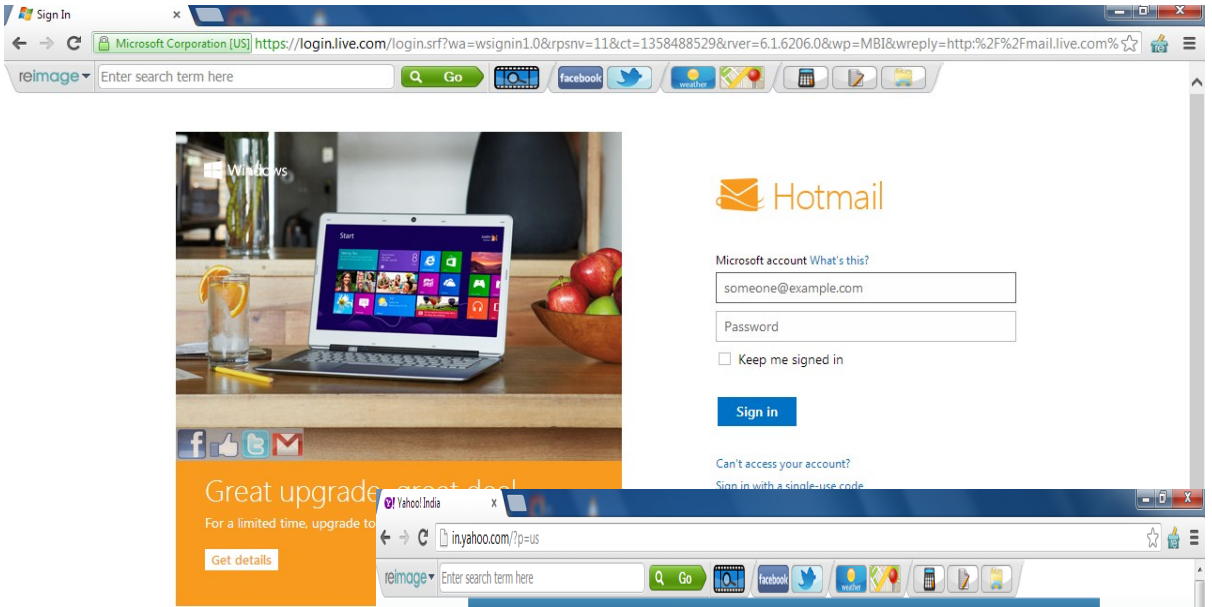 Sign In
Microsoft Corporation [US] https://login.live.com/login.srf?wa=wsignin1.0&rpsnv=11&ct=1358488529&rver=6.1.6206.0&wp=MBI&wreply=http:%2F%2Fmail.live.com%
reimage Enter search term here Go facebook weather
Windows
Start
Hotmail
Microsoft account What's this?
someone@example.com
Password
Keep me signed in
Sign in
Can't access your account?
Sign in with a single-use code
Great upgrade, great deal
For a limited time, upgrade to
Get details
Yahoo! India
in.yahoo.com/?p=us
reimage Enter search term here Go facebook weather